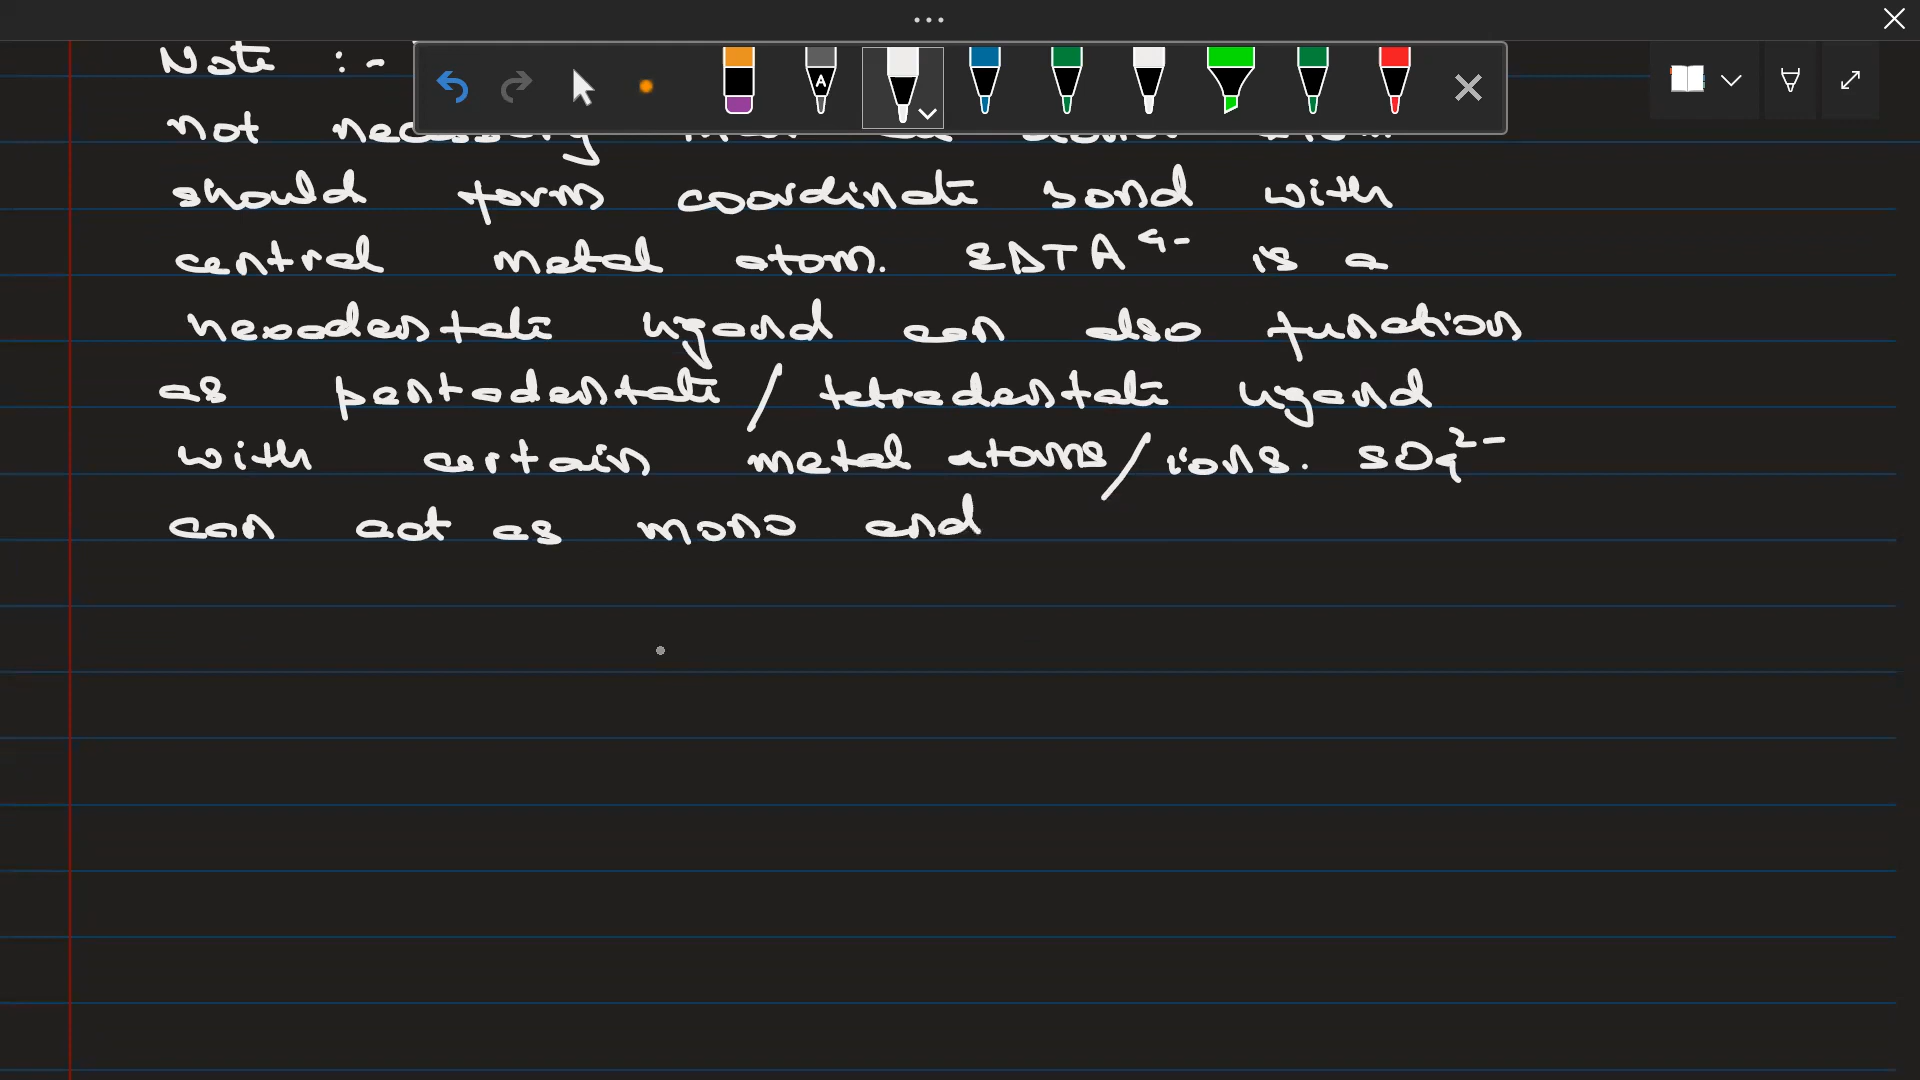 Note :-
not necessary
should form coordinate bond with
central metal atom. EDTA⁴⁻ is a
hexadentate ligand can also function
as pentadentate / tetradentate ligand
with certain metal atoms / ions. SO₄²⁻
can act as mono and